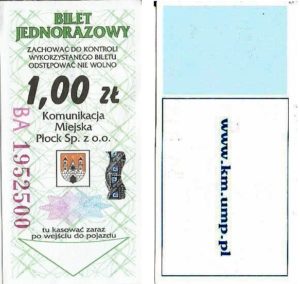 BILET
JEDNORAZOWY
ZACHOWAĆ DO KONTROLI
WYKORZYSTANEGO BILETU
ODSTĘPOWAĆ NIE WOLNO
1,00 ZŁ
Komunikacja
Miejska
Płock Sp. z o.o.
BA 1952500
tu kasować zaraz
po wejściu do pojazdu
www.km.ump.pl